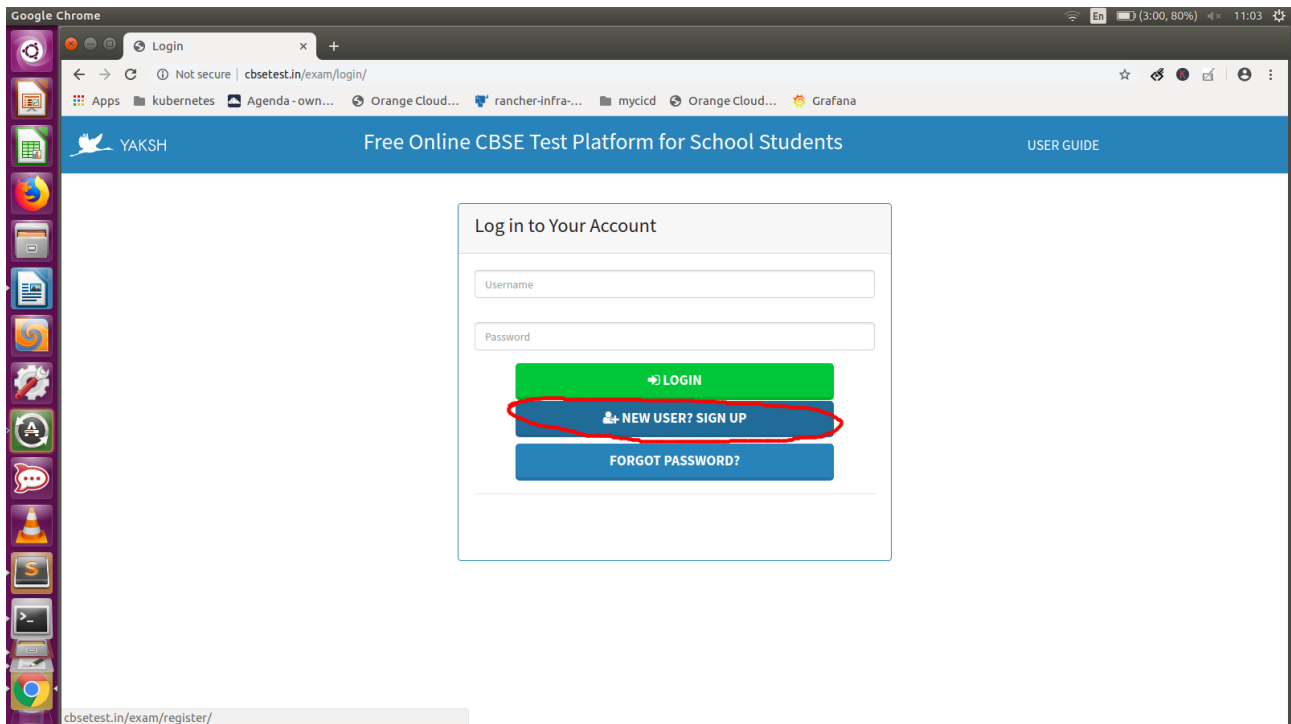 Google Chrome En (3:00, 80%) 11:03
Login
Not secure | cbsetest.in/exam/login/
Apps kubernetes Agenda - own... Orange Cloud... rancher-infra-... mycicd Orange Cloud... Grafana
YAKSH Free Online CBSE Test Platform for School Students USER GUIDE
Log in to Your Account
Username
Password
LOGIN
NEW USER? SIGN UP
FORGOT PASSWORD?
cbsetest.in/exam/register/